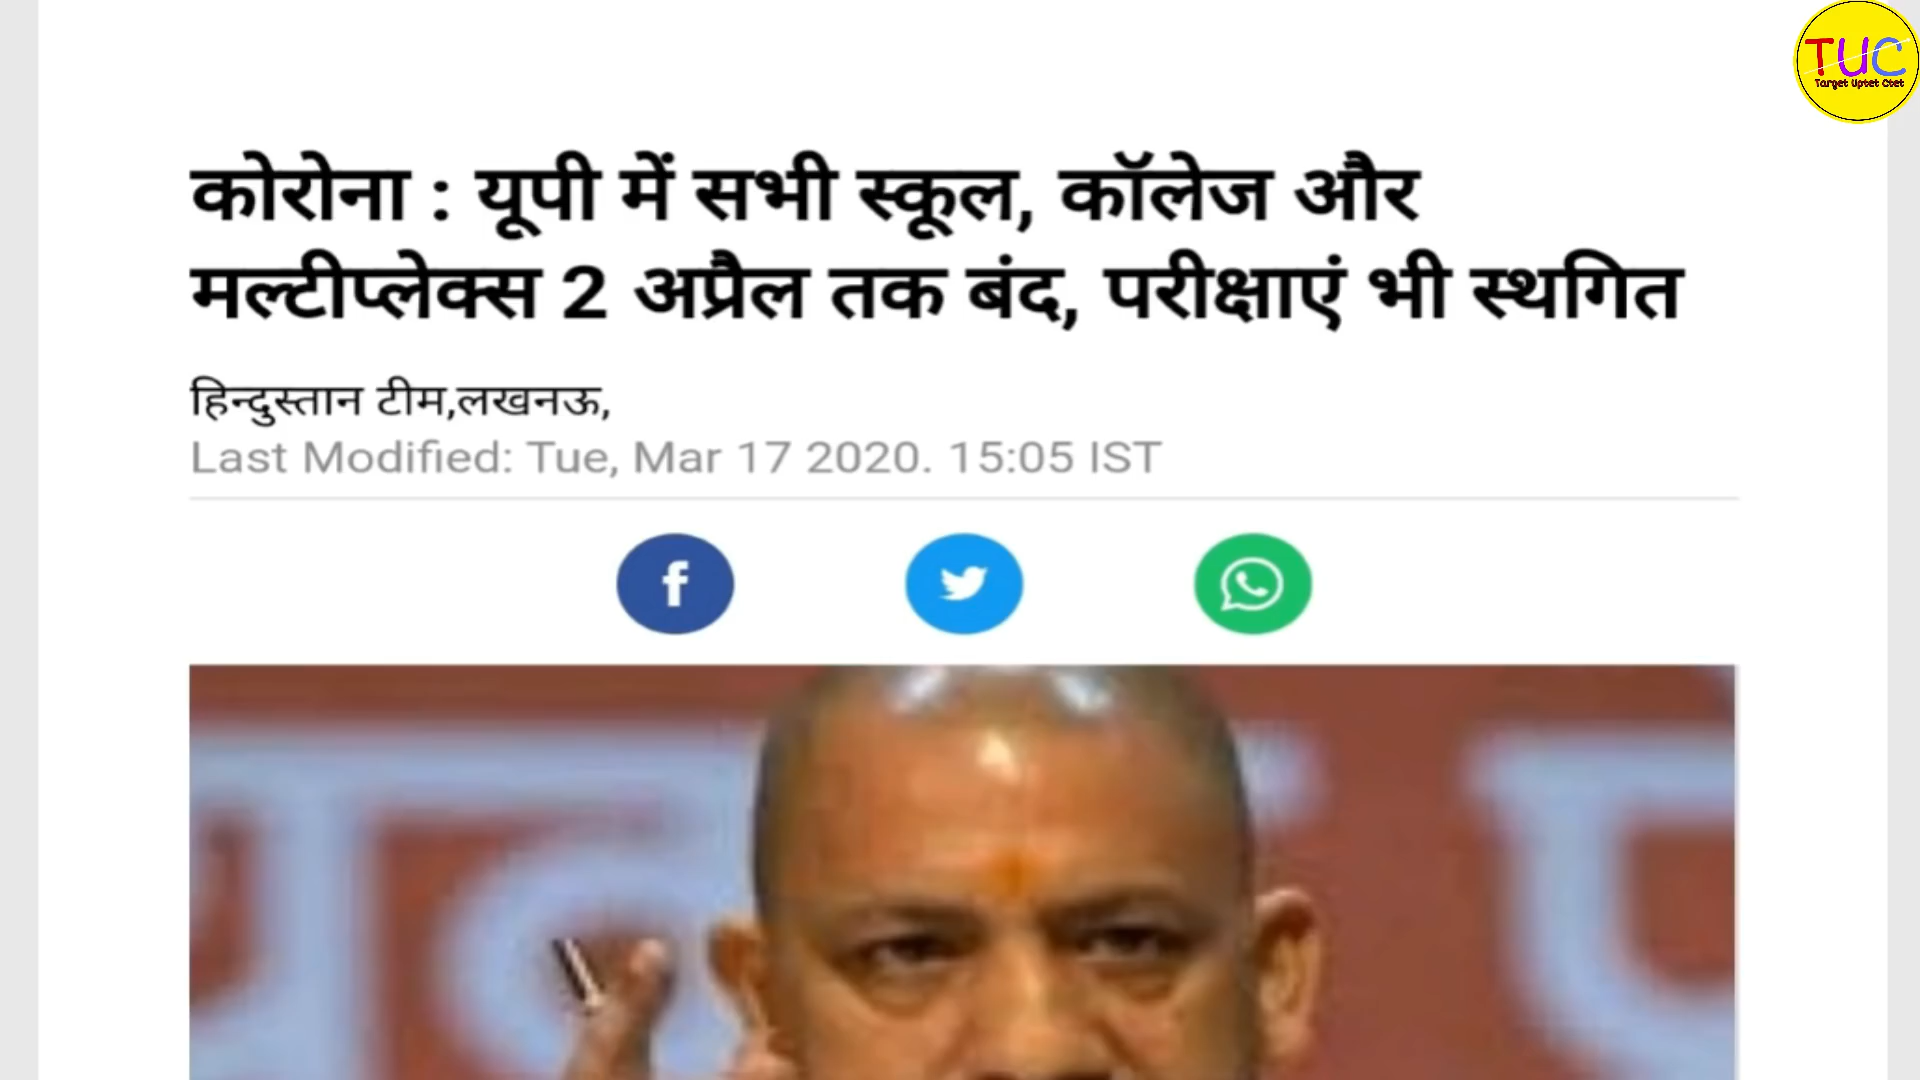 TUC
Target Uptet Ctet
कोरोना : यूपी में सभी स्कूल, कॉलेज और
मल्टीप्लेक्स 2 अप्रैल तक बंद, परीक्षाएं भी स्थगित
हिन्दुस्तान टीम,लखनऊ,
Last Modified: Tue, Mar 17 2020. 15:05 IST